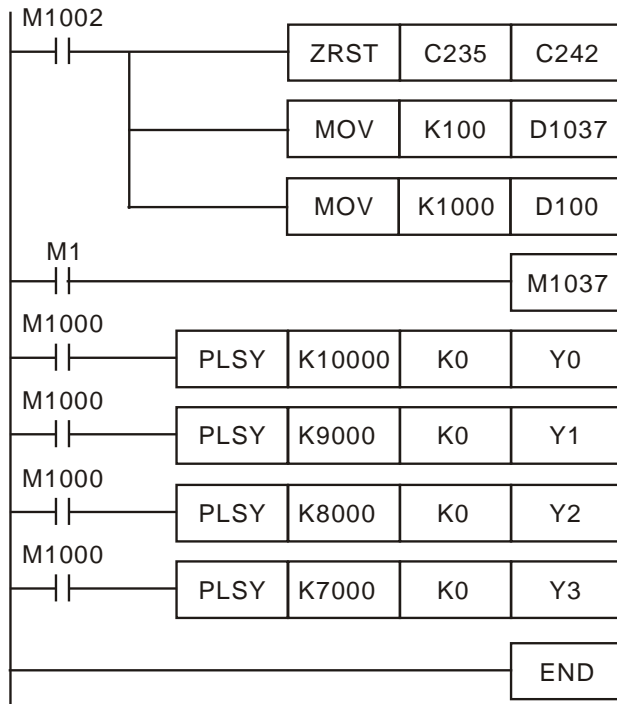 M1002
ZRST C235 C242
MOV K100 D1037
MOV K1000 D100
M1
M1037
M1000
PLSY K10000 K0 Y0
M1000
PLSY K9000 K0 Y1
M1000
PLSY K8000 K0 Y2
M1000
PLSY K7000 K0 Y3
END